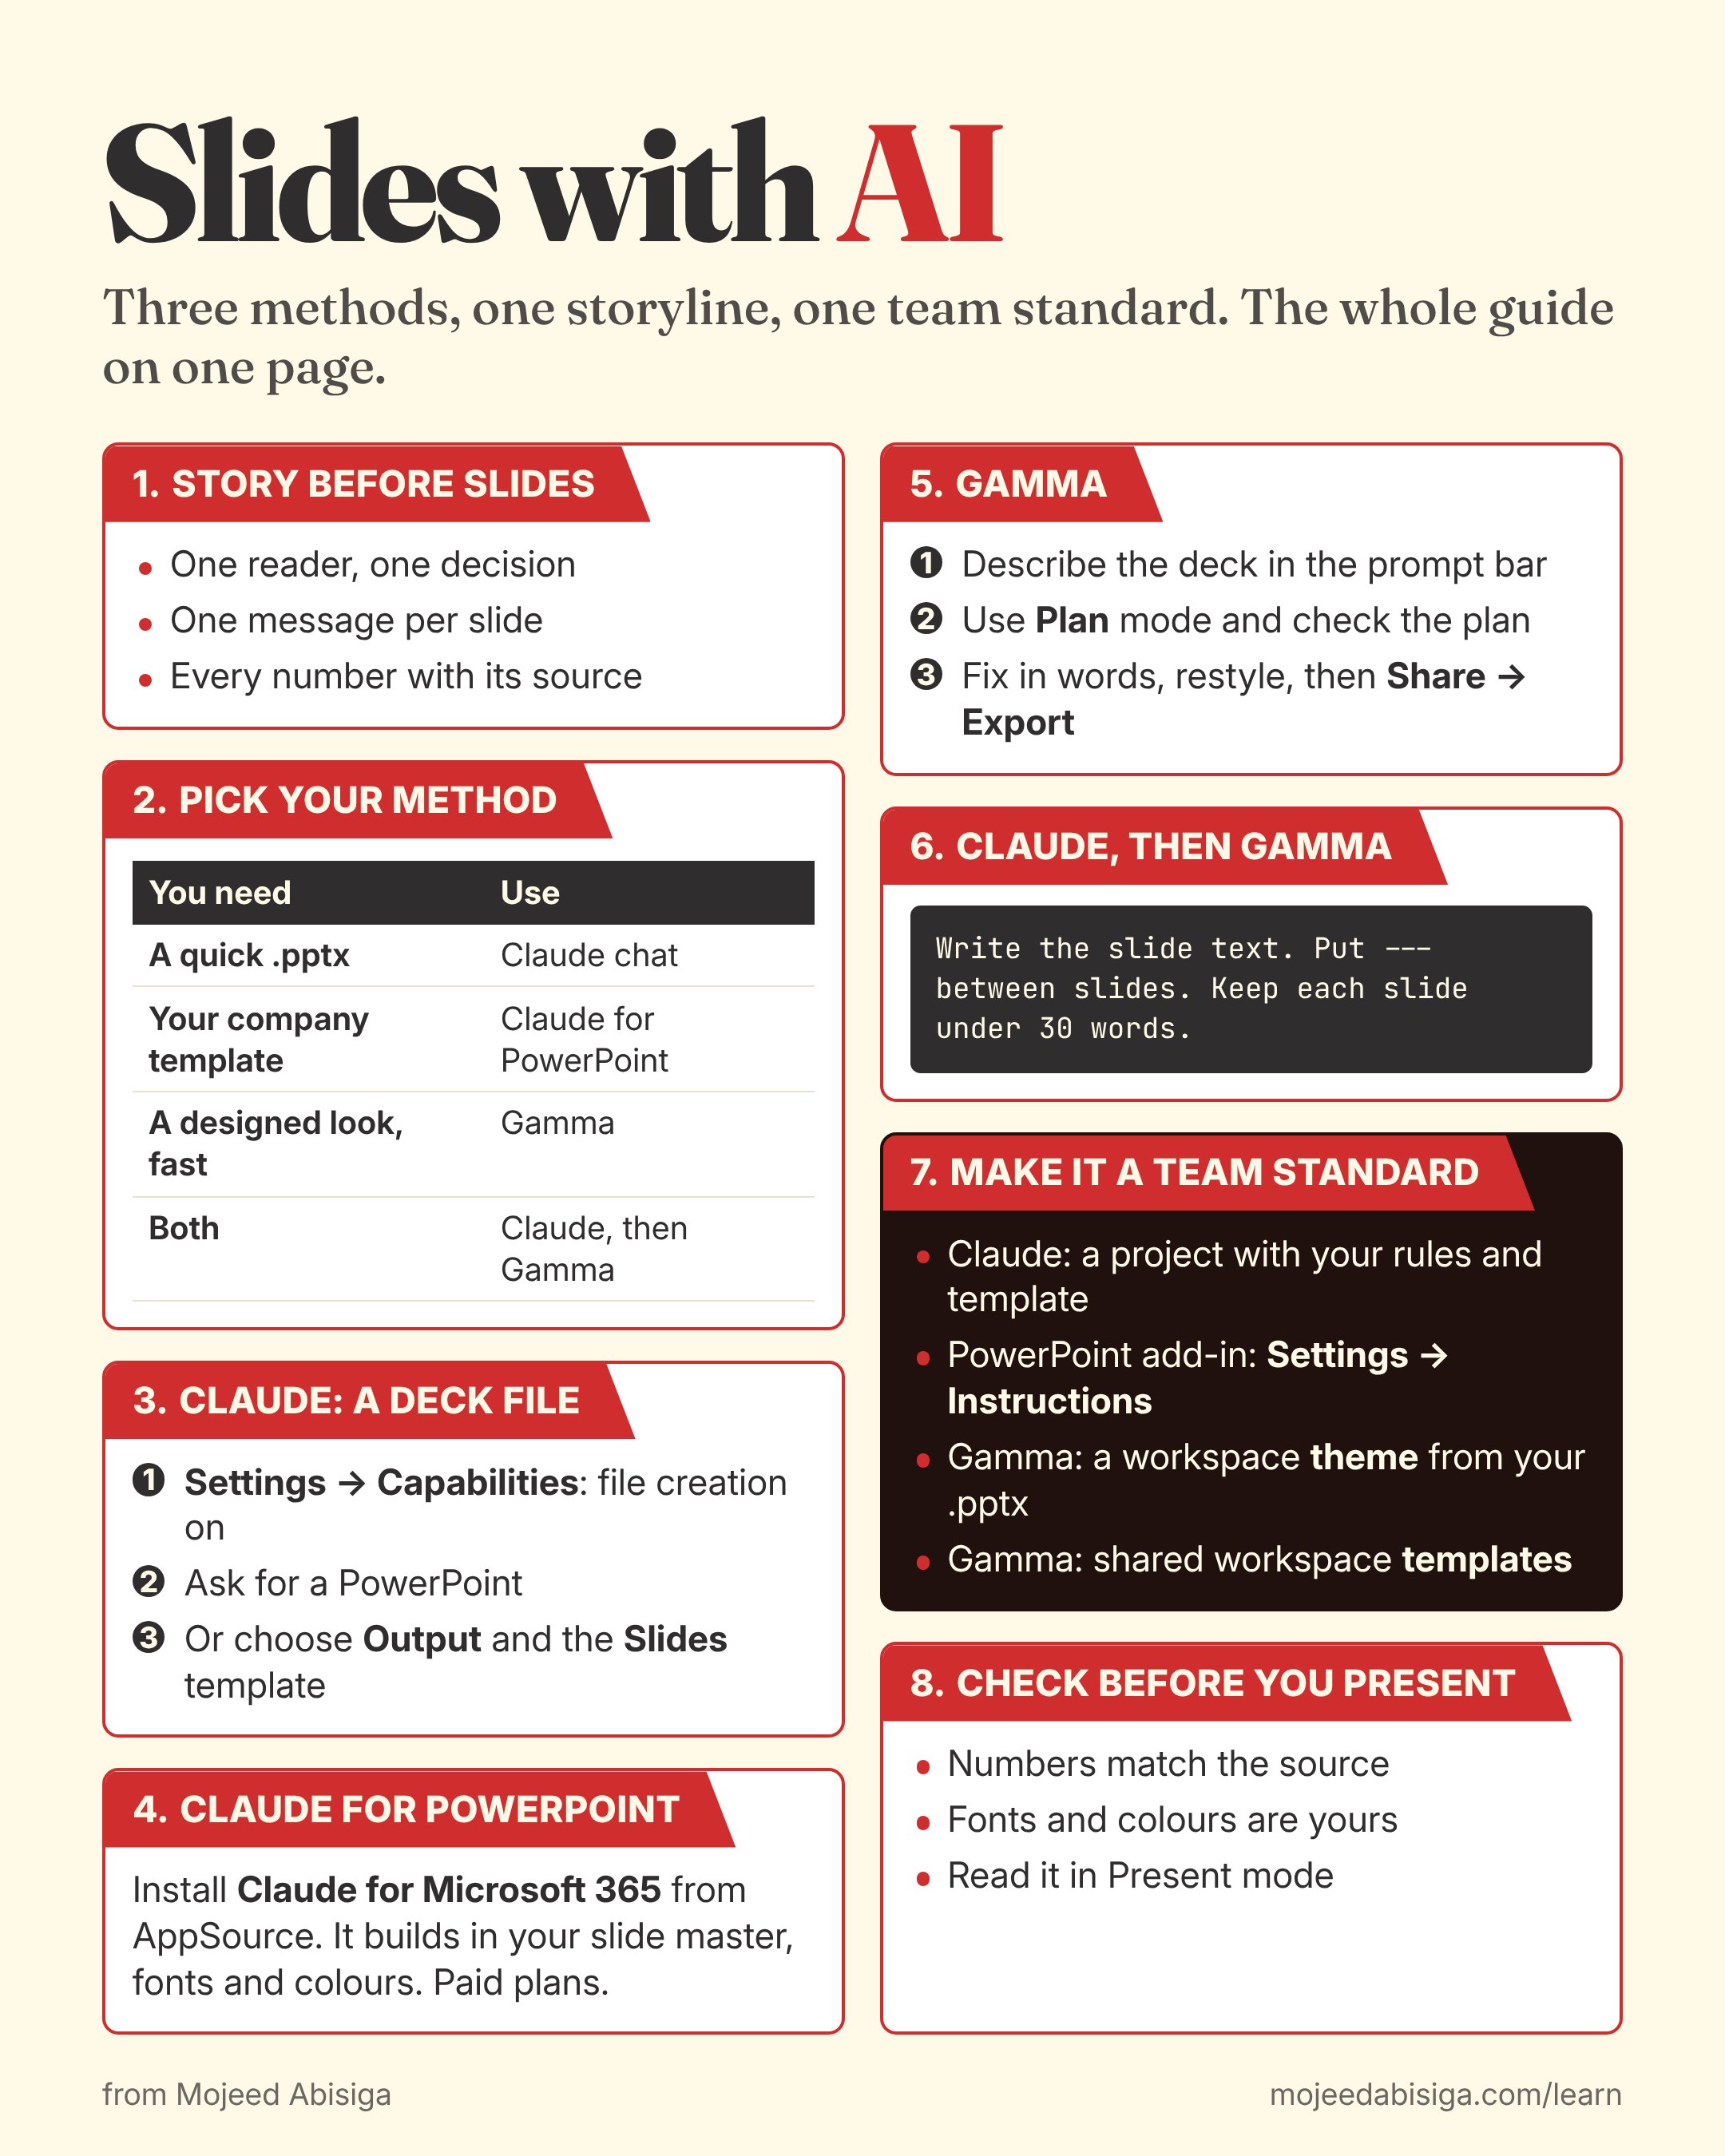 Slides with AI
Three methods, one storyline, one team standard. The whole guide
on one page.
1. STORY BEFORE SLIDES
• One reader, one decision
• One message per slide
• Every number with its source
2. PICK YOUR METHOD
You need Use
A quick .pptx Claude chat
Your company Claude for
template PowerPoint
A designed look, Gamma
fast
Both Claude, then
Gamma
3. CLAUDE: A DECK FILE
1 Settings → Capabilities: file creation
on
2 Ask for a PowerPoint
3 Or choose Output and the Slides
template
4. CLAUDE FOR POWERPOINT
Install Claude for Microsoft 365 from
AppSource. It builds in your slide master,
fonts and colours. Paid plans.
5. GAMMA
1 Describe the deck in the prompt bar
2 Use Plan mode and check the plan
3 Fix in words, restyle, then Share →
Export
6. CLAUDE, THEN GAMMA
Write the slide text. Put ---
between slides. Keep each slide
under 30 words.
7. MAKE IT A TEAM STANDARD
• Claude: a project with your rules and
template
• PowerPoint add-in: Settings →
Instructions
• Gamma: a workspace theme from your
.pptx
• Gamma: shared workspace templates
8. CHECK BEFORE YOU PRESENT
• Numbers match the source
• Fonts and colours are yours
• Read it in Present mode
from Mojeed Abisiga
mojeedabisiga.com/learn